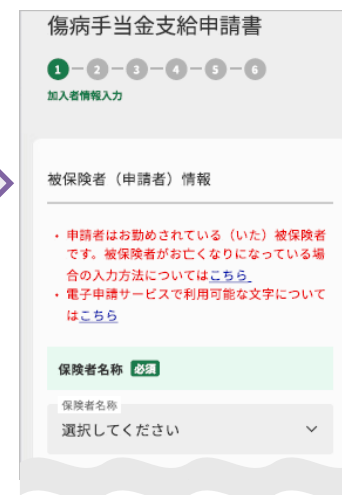 傷病手当金支給申請書
1 2 3 4 5 6
加入者情報入力
被保険者（申請者）情報
・申請者はお勤めされている（いた）被保険者
です。被保険者がお亡くなりになっている場
合の入力方法についてはこちら
・電子申請サービスで利用可能な文字について
はこちら
保険者名称 必須
保険者名称
選択してください